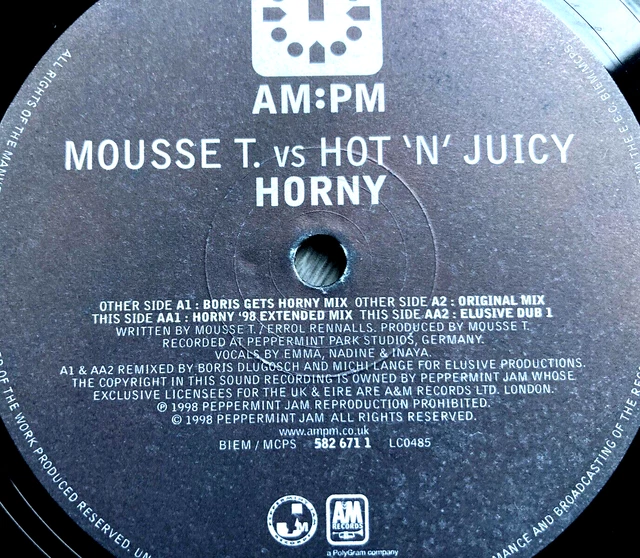 AM:PM
MOUSSE T. vs HOT 'N' JUICY
HORNY
OTHER SIDE A1 : BORIS GETS HORNY MIX OTHER SIDE A2 : ORIGINAL MIX
THIS SIDE AA1 : HORNY '98 EXTENDED MIX THIS SIDE AA2 : ELUSIVE DUB 1
WRITTEN BY MOUSSE T./ ERROL RENNALLS. PRODUCED BY MOUSSE T.
RECORDED AT PEPPERMINT PARK STUDIOS, GERMANY.
VOCALS BY EMMA, NADINE & INAYA.
A1 & AA2 REMIXED BY BORIS DLUGOSCH AND MICHI LANGE FOR ELUSIVE PRODUCTIONS.
THE COPYRIGHT IN THIS SOUND RECORDING IS OWNED BY PEPPERMINT JAM WHOSE
EXCLUSIVE LICENSEES FOR THE UK & EIRE ARE A&M RECORDS LTD. LONDON.
℗ 1998 PEPPERMINT JAM REPRODUCTION PROHIBITED.
© 1998 PEPPERMINT JAM ALL RIGHTS RESERVED.
www.ampm.co.uk
BIEM / MCPS 582 671 1 LC0485
A&M
RECORDS
a PolyGram company
ALL RIGHTS OF THE
OF THE WORK PRODUCED RESERVED.
AND BROADCASTING OF THE
THE E.E.C. BIEM/MCPS